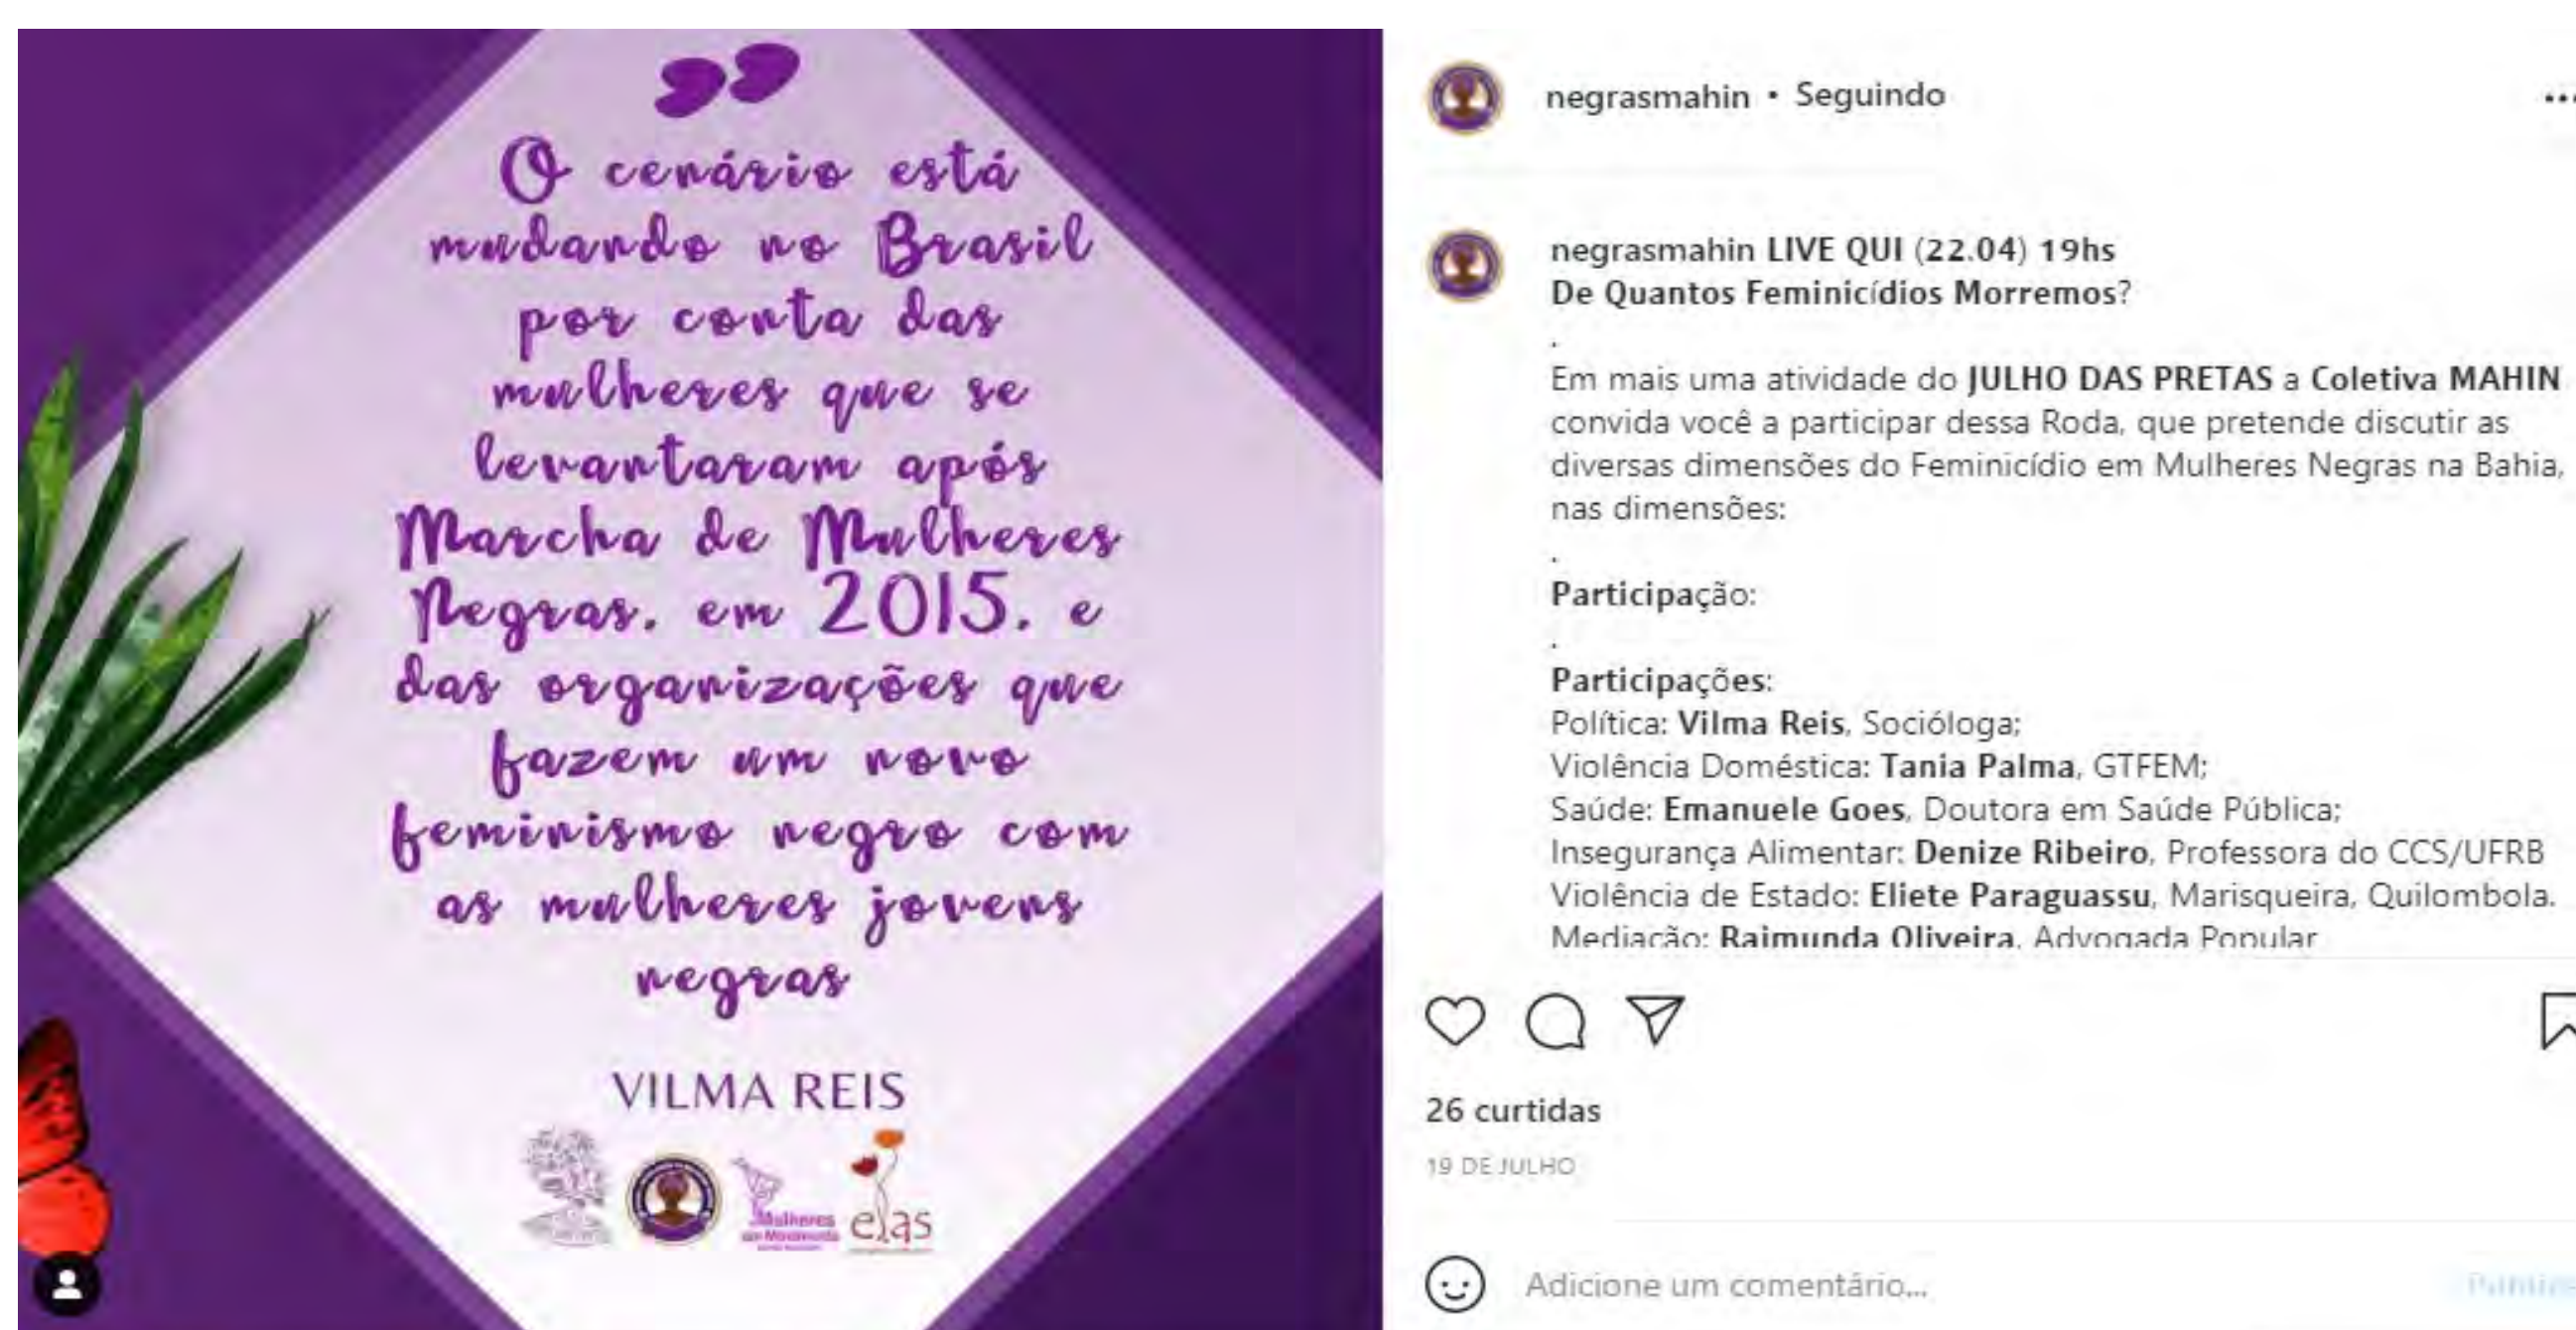 O cenário está
mudando no Brasil
por conta das
mulheres que se
levantaram após
Marcha de Mulheres
Negras, em 2015, e
das organizações que
fazem um novo
feminismo negro com
as mulheres jovens
negras
VILMA REIS
Mulheres
em Movimento
elas
negrasmahin • Seguindo
negrasmahin LIVE QUI (22.04) 19hs
De Quantos Feminicídios Morremos?
.
Em mais uma atividade do JULHO DAS PRETAS a Coletiva MAHIN
convida você a participar dessa Roda, que pretende discutir as
diversas dimensões do Feminicídio em Mulheres Negras na Bahia,
nas dimensões:
.
Participação:
.
Participações:
Política: Vilma Reis, Socióloga;
Violência Doméstica: Tania Palma, GTFEM;
Saúde: Emanuele Goes, Doutora em Saúde Pública;
Insegurança Alimentar: Denize Ribeiro, Professora do CCS/UFRB
Violência de Estado: Eliete Paraguassu, Marisqueira, Quilombola.
Mediação: Raimunda Oliveira, Advogada Popular
26 curtidas
19 DE JULHO
Adicione um comentário...